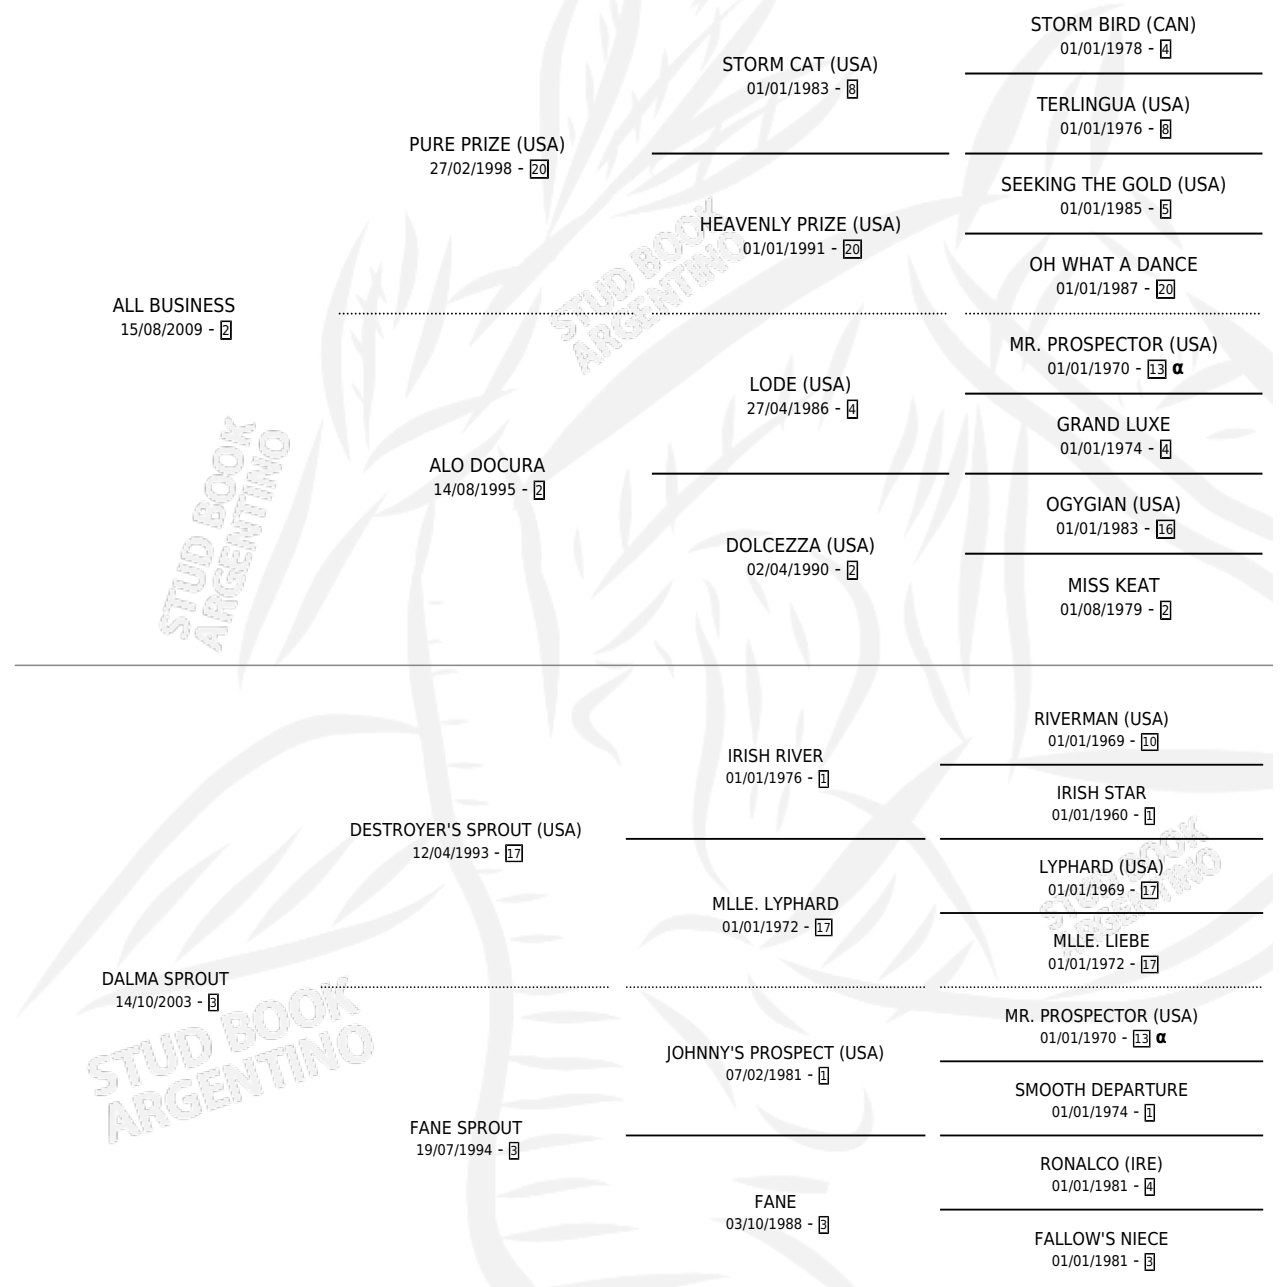 STORM BIRD (CAN)
01/01/1978 - 4
STORM CAT (USA)
01/01/1983 - 8
TERLINGUA (USA)
01/01/1976 - 8
PURE PRIZE (USA)
27/02/1998 - 20
SEEKING THE GOLD (USA)
01/01/1985 - 5
HEAVENLY PRIZE (USA)
01/01/1991 - 20
OH WHAT A DANCE
01/01/1987 - 20
ALL BUSINESS
15/08/2009 - 2
MR. PROSPECTOR (USA)
01/01/1970 - 13 α
LODE (USA)
27/04/1986 - 4
GRAND LUXE
01/01/1974 - 4
ALO DOCURA
14/08/1995 - 2
OGYGIAN (USA)
01/01/1983 - 16
DOLCEZZA (USA)
02/04/1990 - 2
MISS KEAT
01/08/1979 - 2
RIVERMAN (USA)
01/01/1969 - 10
IRISH RIVER
01/01/1976 - 1
IRISH STAR
01/01/1960 - 1
DESTROYER'S SPROUT (USA)
12/04/1993 - 17
LYPHARD (USA)
01/01/1969 - 17
MLLE. LYPHARD
01/01/1972 - 17
MLLE. LIEBE
01/01/1972 - 17
DALMA SPROUT
14/10/2003 - 3
MR. PROSPECTOR (USA)
01/01/1970 - 13 α
JOHNNY'S PROSPECT (USA)
07/02/1981 - 1
SMOOTH DEPARTURE
01/01/1974 - 1
FANE SPROUT
19/07/1994 - 3
RONALCO (IRE)
01/01/1981 - 4
FANE
03/10/1988 - 3
FALLOW'S NIECE
01/01/1981 - 3
STUD BOOK
ARGENTINO
STUD BOOK
ARGENTINO
STUD BOOK
ARGENTINO
STUD BOOK
ARGENTINO